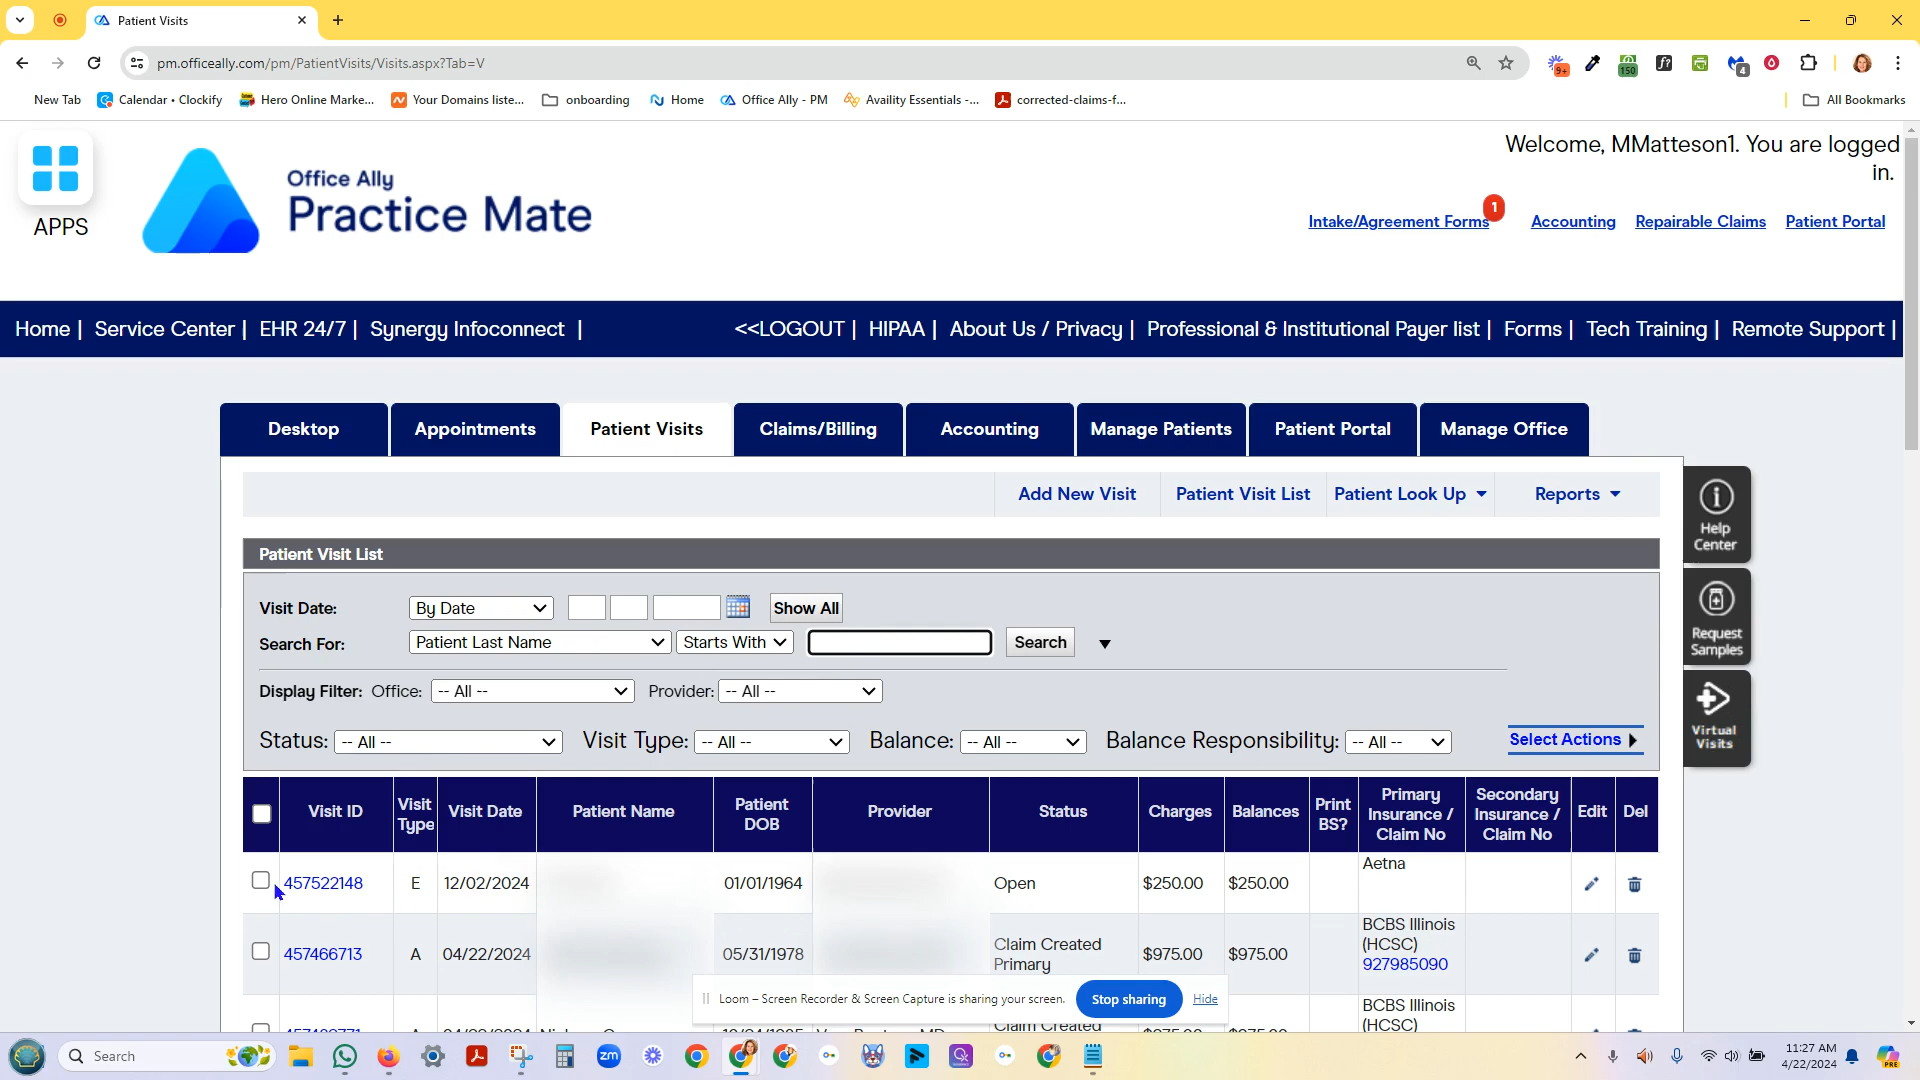 Patient Visits
pm.officeally.com/pm/PatientVisits/Visits.aspx?Tab=V
9+
150
f?
4
New Tab
Calendar • Clockify
Hero Online Marke...
Your Domains liste...
onboarding
Home
Office Ally - PM
Availity Essentials -...
corrected-claims-f...
All Bookmarks
APPS
Office Ally
Practice Mate
Welcome, MMatteson1. You are logged
in.
1
Intake/Agreement Forms
Accounting
Repairable Claims
Patient Portal
Home |
Service Center |
EHR 24/7 |
Synergy Infoconnect |
<<LOGOUT |
HIPAA |
About Us / Privacy |
Professional & Institutional Payer list |
Forms |
Tech Training |
Remote Support |
Desktop
Appointments
Patient Visits
Claims/Billing
Accounting
Manage Patients
Patient Portal
Manage Office
Add New Visit
Patient Visit List
Patient Look Up
Reports
Help
Center
Request
Samples
Virtual
Visits
Patient Visit List
Visit Date:
By Date
Show All
Search For:
Patient Last Name
Starts With
Search
Display Filter: Office:
-- All --
Provider:
-- All --
Status:
-- All --
Visit Type:
-- All --
Balance:
-- All --
Balance Responsibility:
-- All --
Select Actions
Visit ID
Visit
Type
Visit Date
Patient Name
Patient
DOB
Provider
Status
Charges
Balances
Print
BS?
Primary
Insurance /
Claim No
Secondary
Insurance /
Claim No
Edit
Del
457522148
E
12/02/2024
01/01/1964
Open
$250.00
$250.00
Aetna
457466713
A
04/22/2024
05/31/1978
Claim Created
Primary
$975.00
$975.00
BCBS Illinois
(HCSC)
927985090
Claim Created
BCBS Illinois
(HCSC)
Loom – Screen Recorder & Screen Capture is sharing your screen.
Stop sharing
Hide
Search
zm
11:27 AM
4/22/2024
PRE